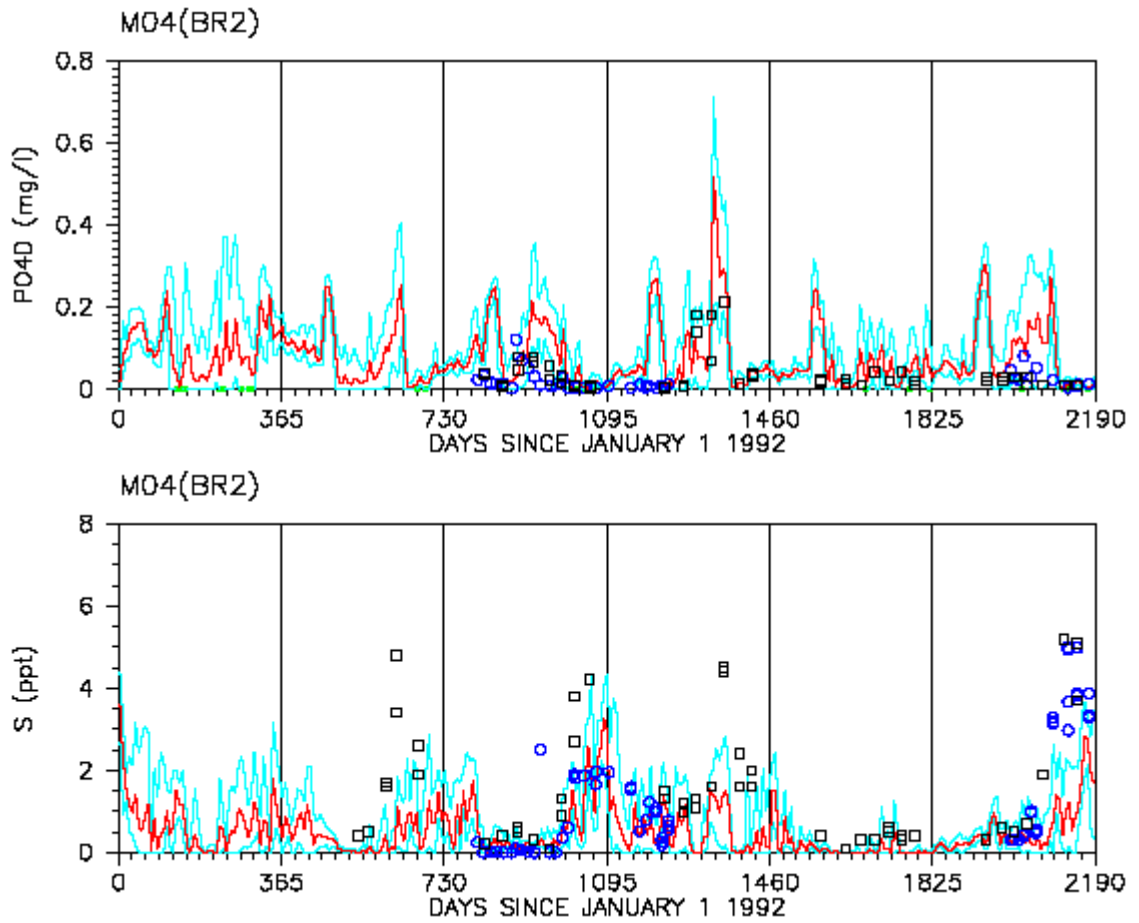 M04(BR2)
0.8
0.6
0.4
0.2
0
PO4D (mg/l)
0 365 730 1095 1460 1825 2190
DAYS SINCE JANUARY 1 1992
M04(BR2)
8
6
4
2
0
S (ppt)
0 365 730 1095 1460 1825 2190
DAYS SINCE JANUARY 1 1992